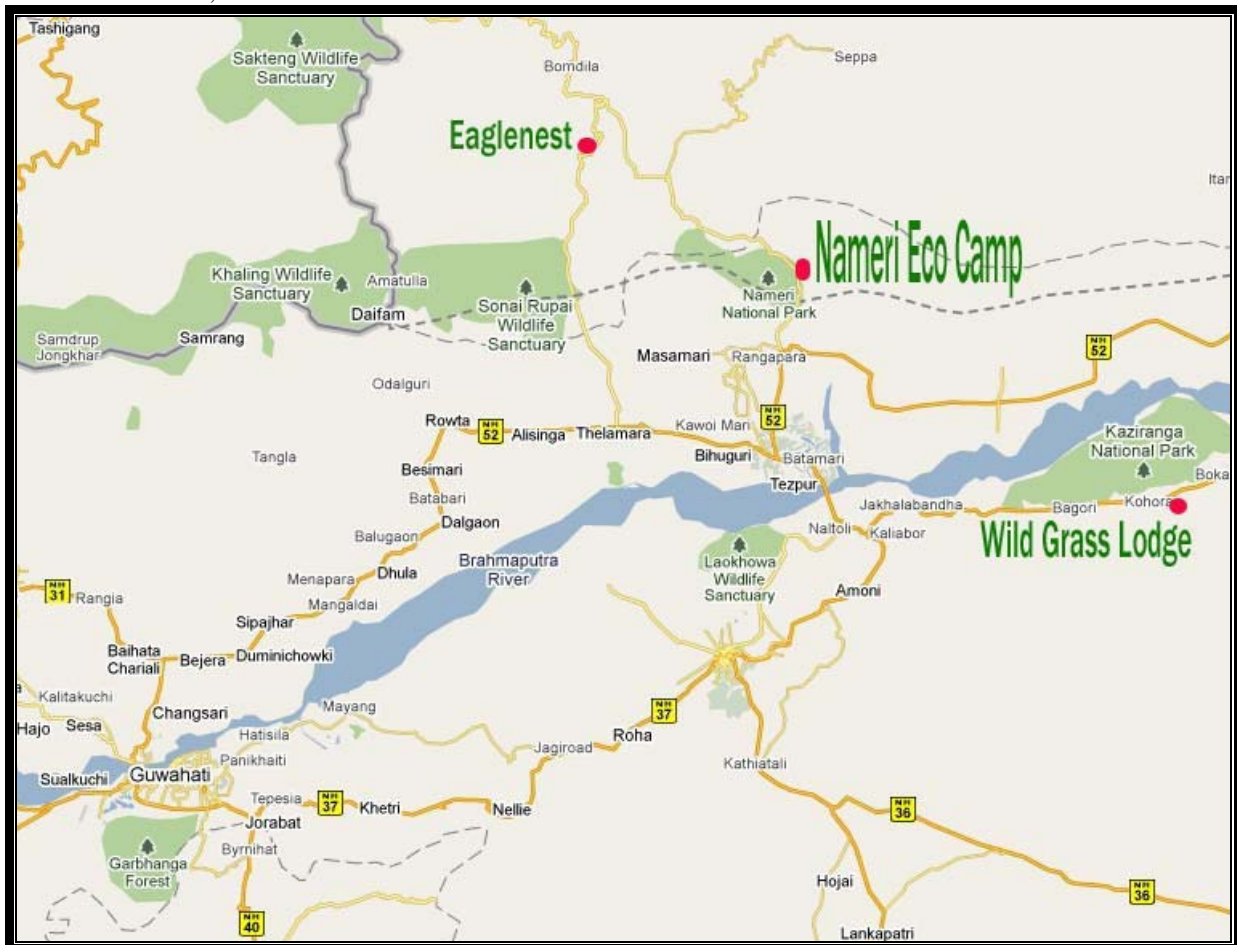 Tashigang
Sakteng Wildlife
Sanctuary
Bomdila
Seppa
Eaglenest
Itar
Nameri Eco Camp
Khaling Wildlife
Sanctuary
Amatulla
Daifam
Sonai Rupai
Wildlife
Sanctuary
Nameri
National Park
Samdrup
Jongkhar
Samrang
Masamari
Rangapara
NH
52
Odalguri
Rowta
NH
52
Alisinga
Thelamara
Kawoi Mari
NH
52
Kaziranga
National Park
Tangla
Besimari
Bihuguri
Batamari
Boka
Batabari
Tezpur
Jakhalabandha
Bagori
Kohora
Dalgaon
Naltoli
Kaliabor
Wild Grass Lodge
Balugaon
Brahmaputra
River
Laokhowa
Wildlife
Sanctuary
Menapara
Dhula
Amoni
NH
31
Rangia
Mangaldai
Sipajhar
Baihata
Chariali
Bejera
Duminichowki
Kalitakuchi
Changsari
Mayang
NH
37
Hajo
Sesa
Hatisila
Roha
Jagiroad
Panikhaiti
Kathiatali
Sualkuchi
Guwahati
Tepesia
NH
37
Khetri
Nellie
NH
36
Jorabat
Byrnihat
Garbhanga
Forest
Hojai
NH
36
NH
40
Lankapatri